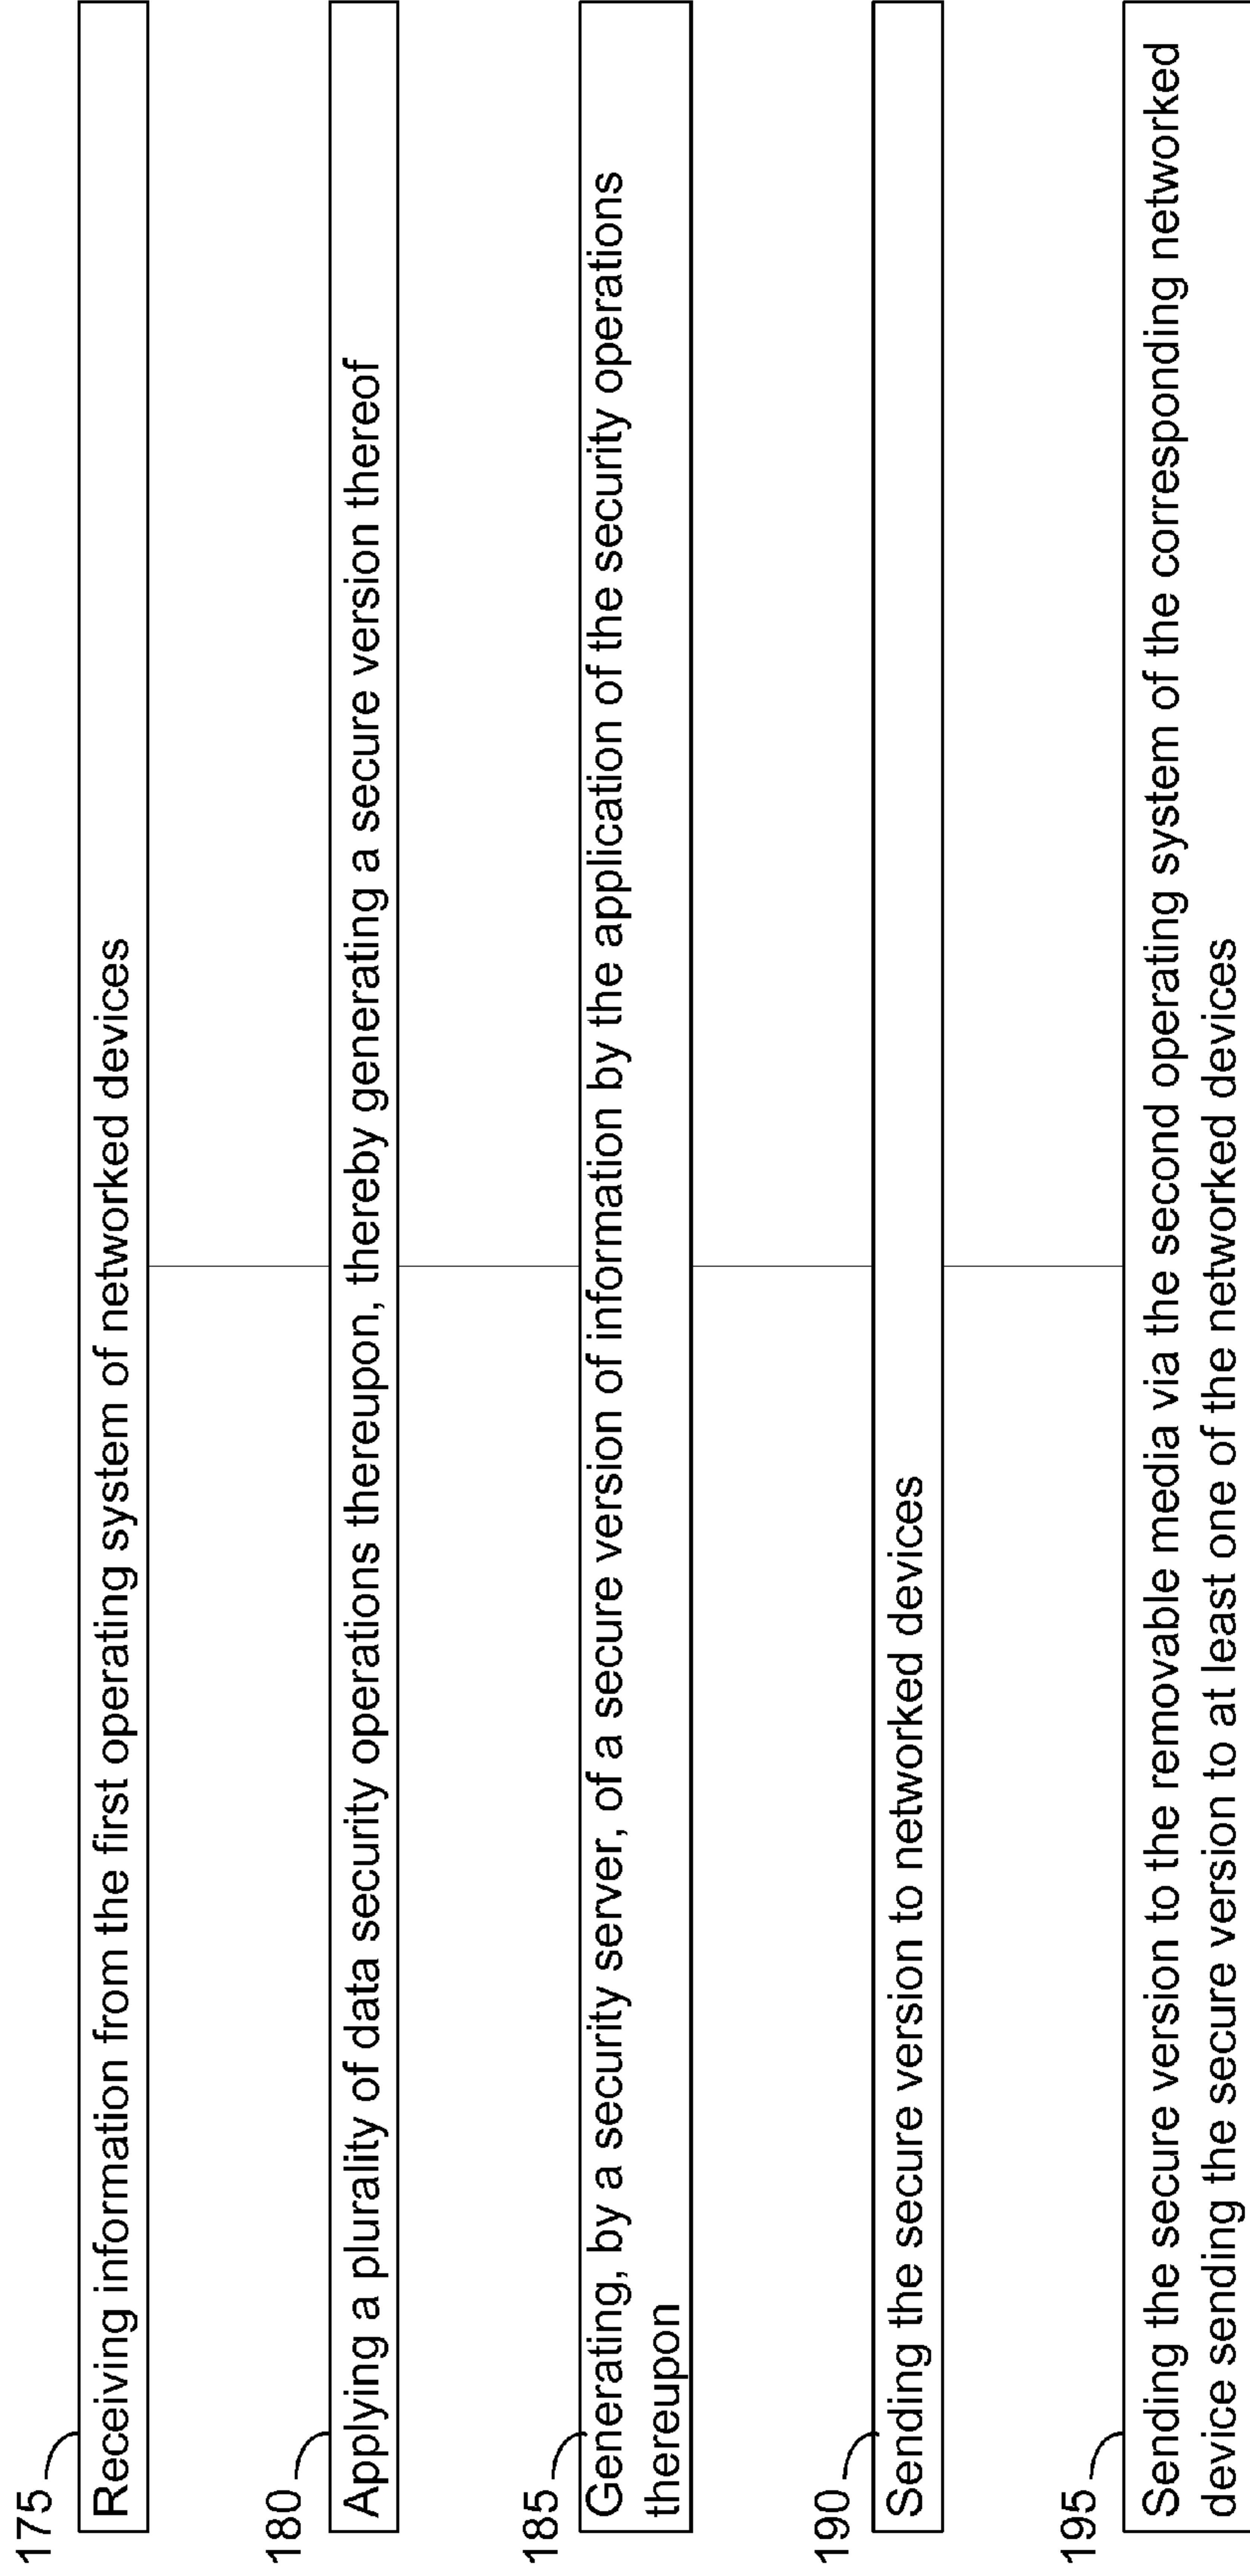 175
Receiving information from the first operating system of networked devices
180
Applying a plurality of data security operations thereupon, thereby generating a secure version thereof
185
Generating, by a security server, of a secure version of information by the application of the security operations
thereupon
190
Sending the secure version to networked devices
195
Sending the secure version to the removable media via the second operating system of the corresponding networked
device sending the secure version to at least one of the networked devices